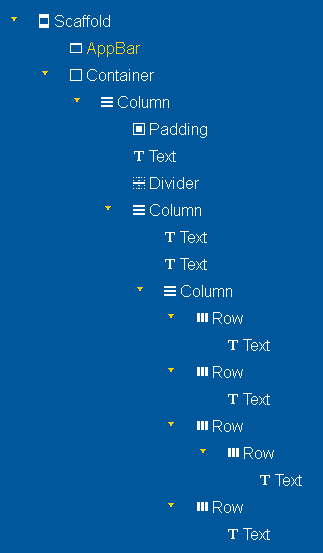 Scaffold
AppBar
Container
Column
Padding
Text
Divider
Column
Text
Text
Column
Row
Text
Row
Text
Row
Row
Text
Row
Text